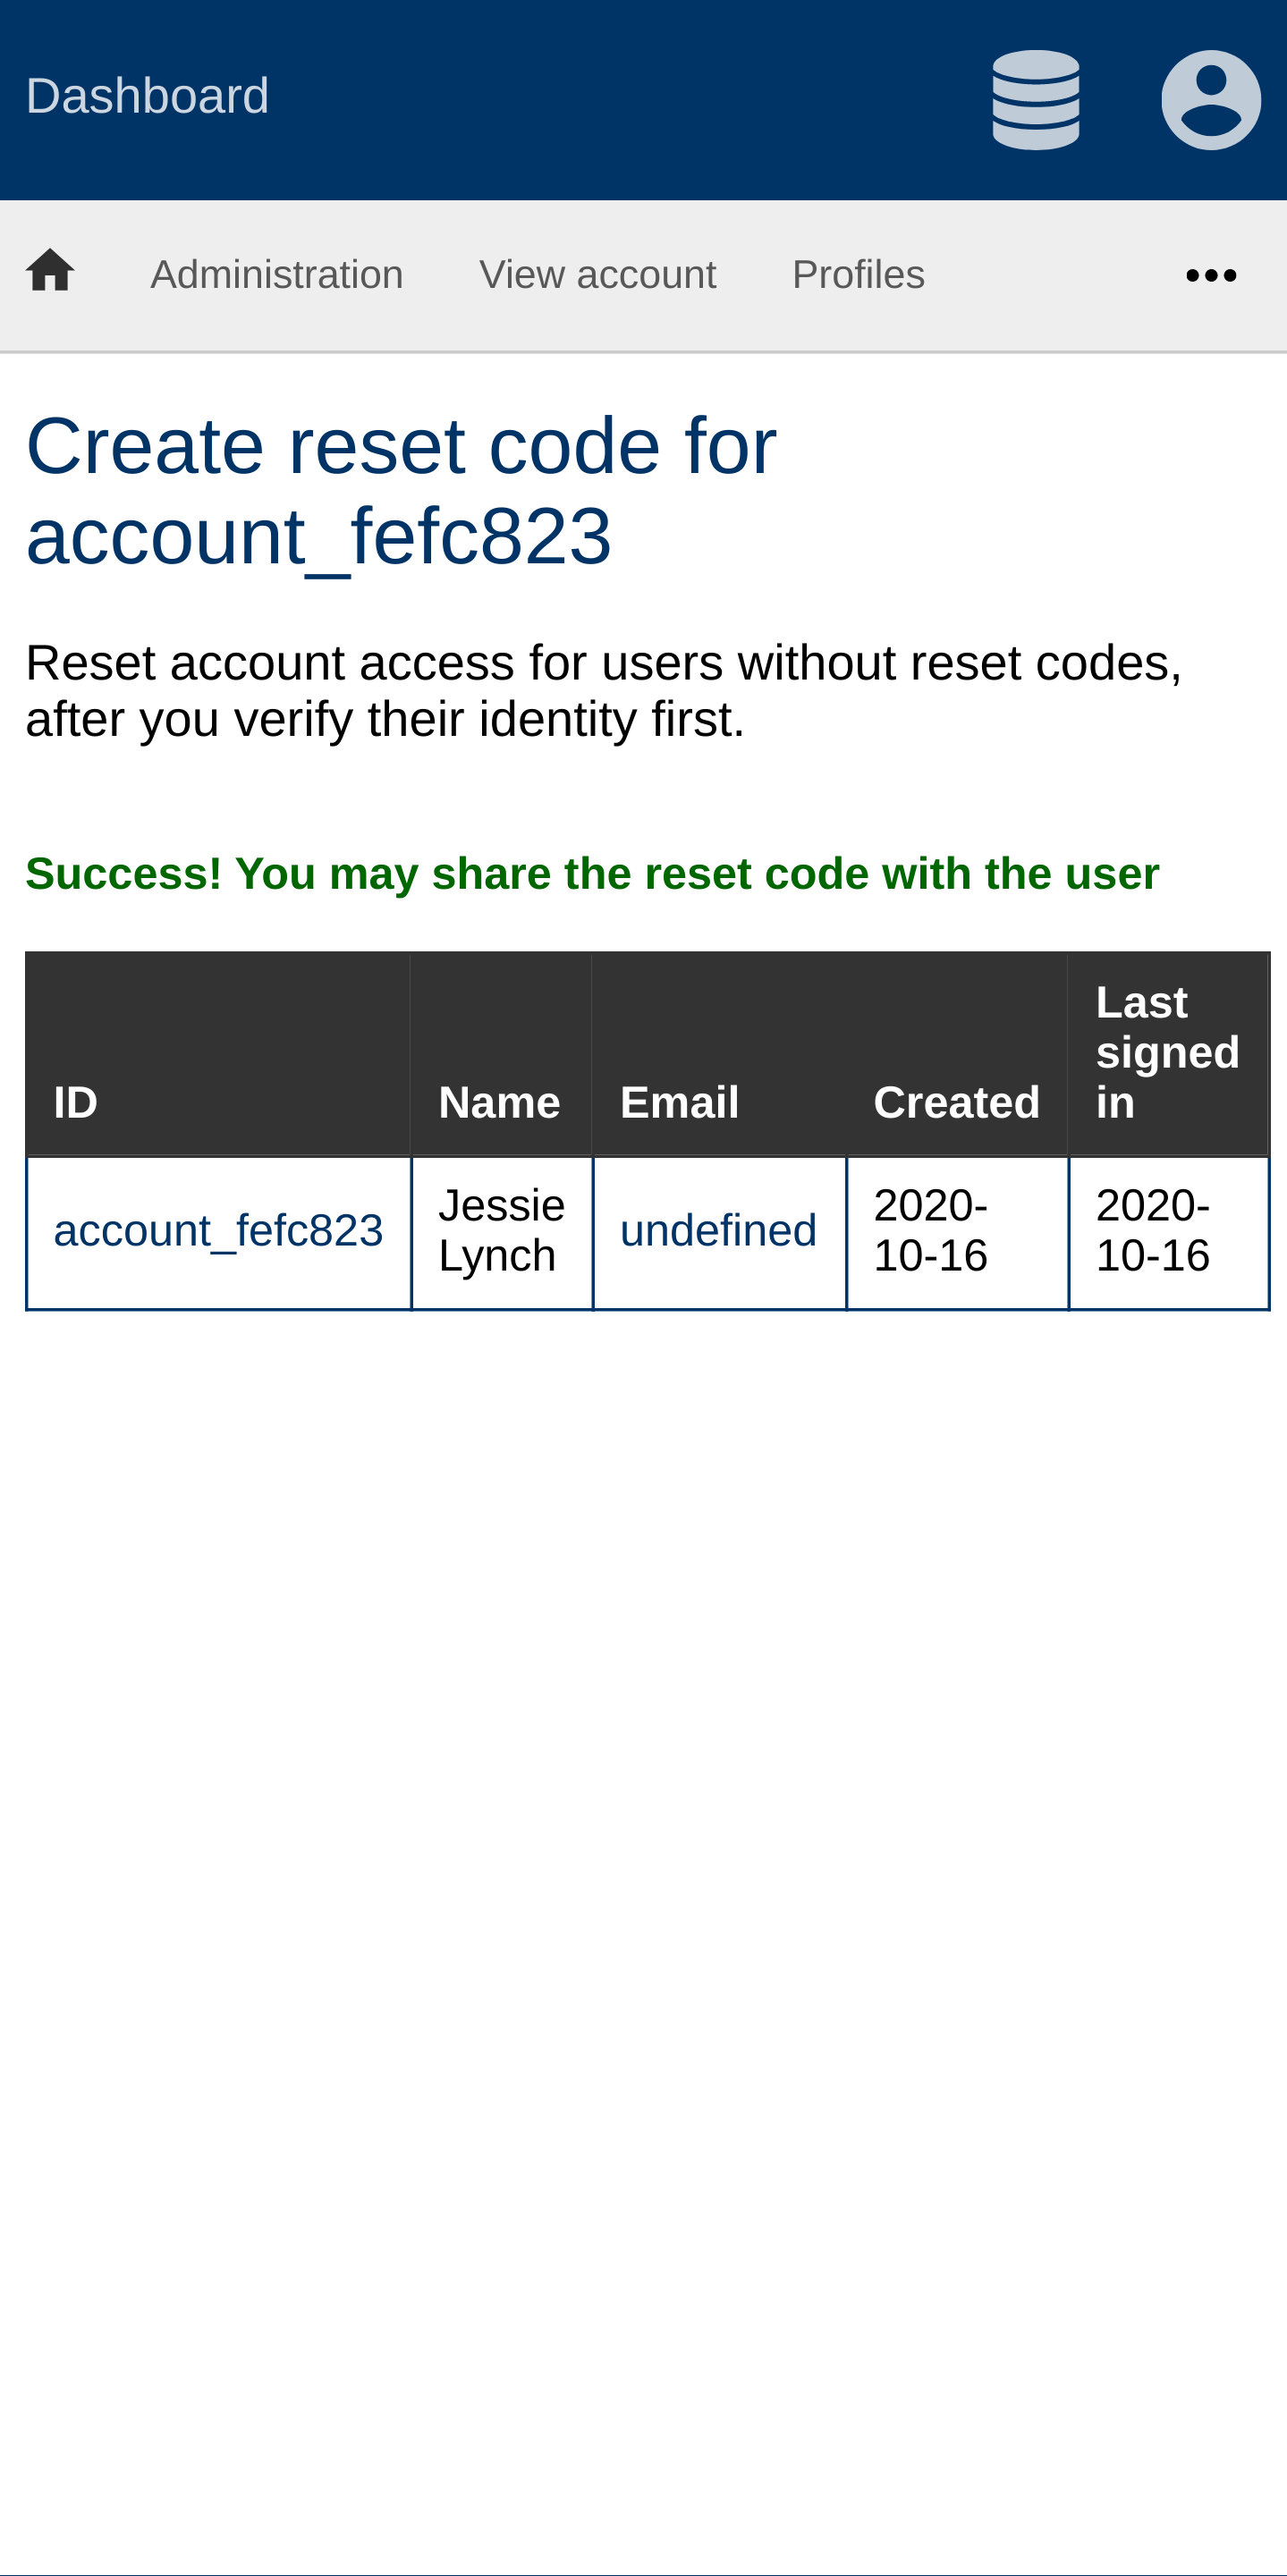 Dashboard
Administration View account Profiles
Create reset code for
account_fefc823
Reset account access for users without reset codes,
after you verify their identity first.
Success! You may share the reset code with the user
ID Name Email Created Last signed in
account_fefc823 Jessie Lynch undefined 2020-10-16 2020-10-16